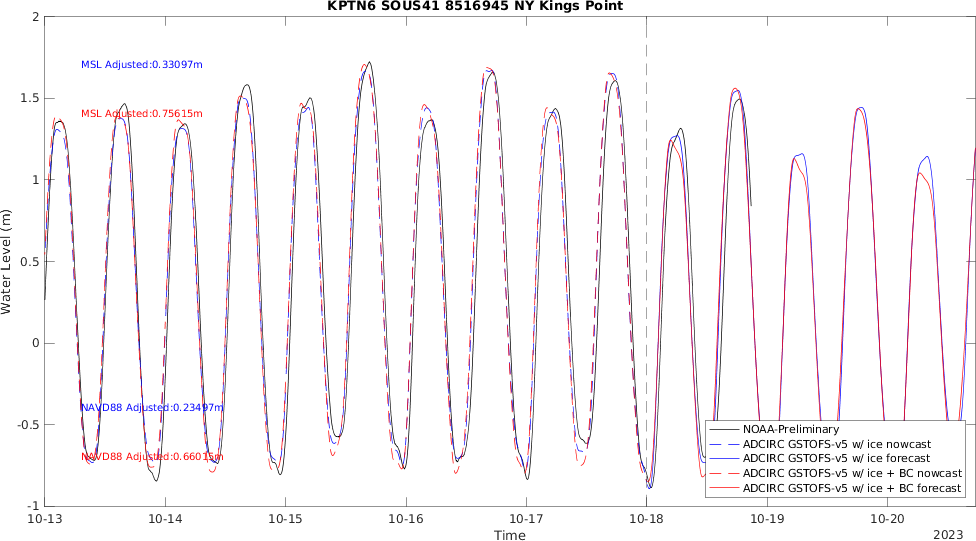 KPTN6 SOUS41 8516945 NY Kings Point
2
MSL Adjusted:0.33097m
1.5
MSL Adjusted:0.75615m
1
Water Level (m)
0.5
0
NAVD88 Adjusted:0.23497m
-0.5
NAVD88 Adjusted:0.66015m
NOAA-Preliminary
ADCIRC GSTOFS-v5 w/ ice nowcast
ADCIRC GSTOFS-v5 w/ ice forecast
ADCIRC GSTOFS-v5 w/ ice + BC nowcast
ADCIRC GSTOFS-v5 w/ ice + BC forecast
-1
10-13 10-14 10-15 10-16 10-17 10-18 10-19 10-20
Time
2023